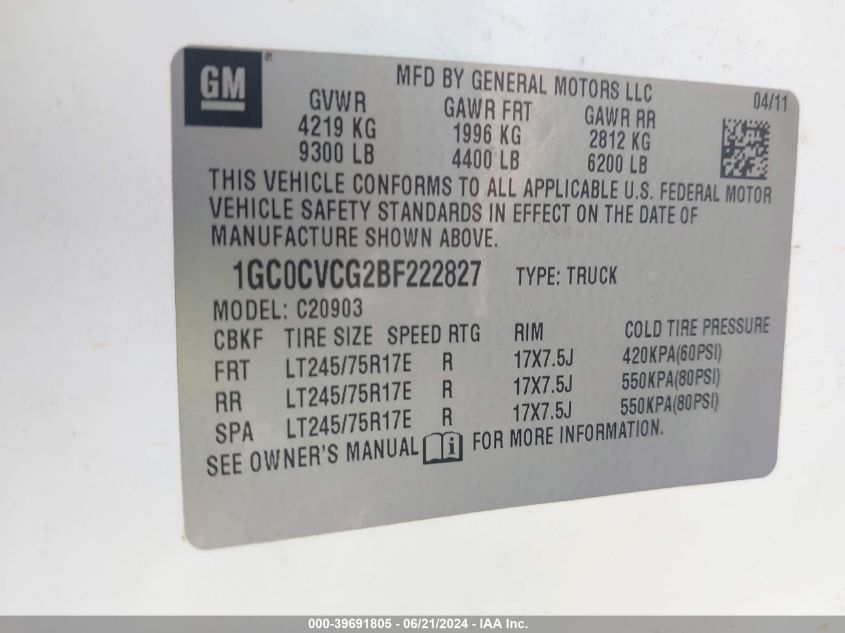 GM
MFD BY GENERAL MOTORS LLC
04/11
GVWR GAWR FRT GAWR RR
4219 KG 1996 KG 2812 KG
9300 LB 4400 LB 6200 LB
THIS VEHICLE CONFORMS TO ALL APPLICABLE U.S. FEDERAL MOTOR
VEHICLE SAFETY STANDARDS IN EFFECT ON THE DATE OF
MANUFACTURE SHOWN ABOVE.
1GC0CVCG2BF222827 TYPE: TRUCK
MODEL: C20903
CBKF TIRE SIZE SPEED RTG RIM COLD TIRE PRESSURE
FRT LT245/75R17E R 17X7.5J 420KPA(60PSI)
RR LT245/75R17E R 17X7.5J 550KPA(80PSI)
SPA LT245/75R17E R 17X7.5J 550KPA(80PSI)
SEE OWNER'S MANUAL i FOR MORE INFORMATION.
000-39691805 - 06/21/2024 - IAA Inc.